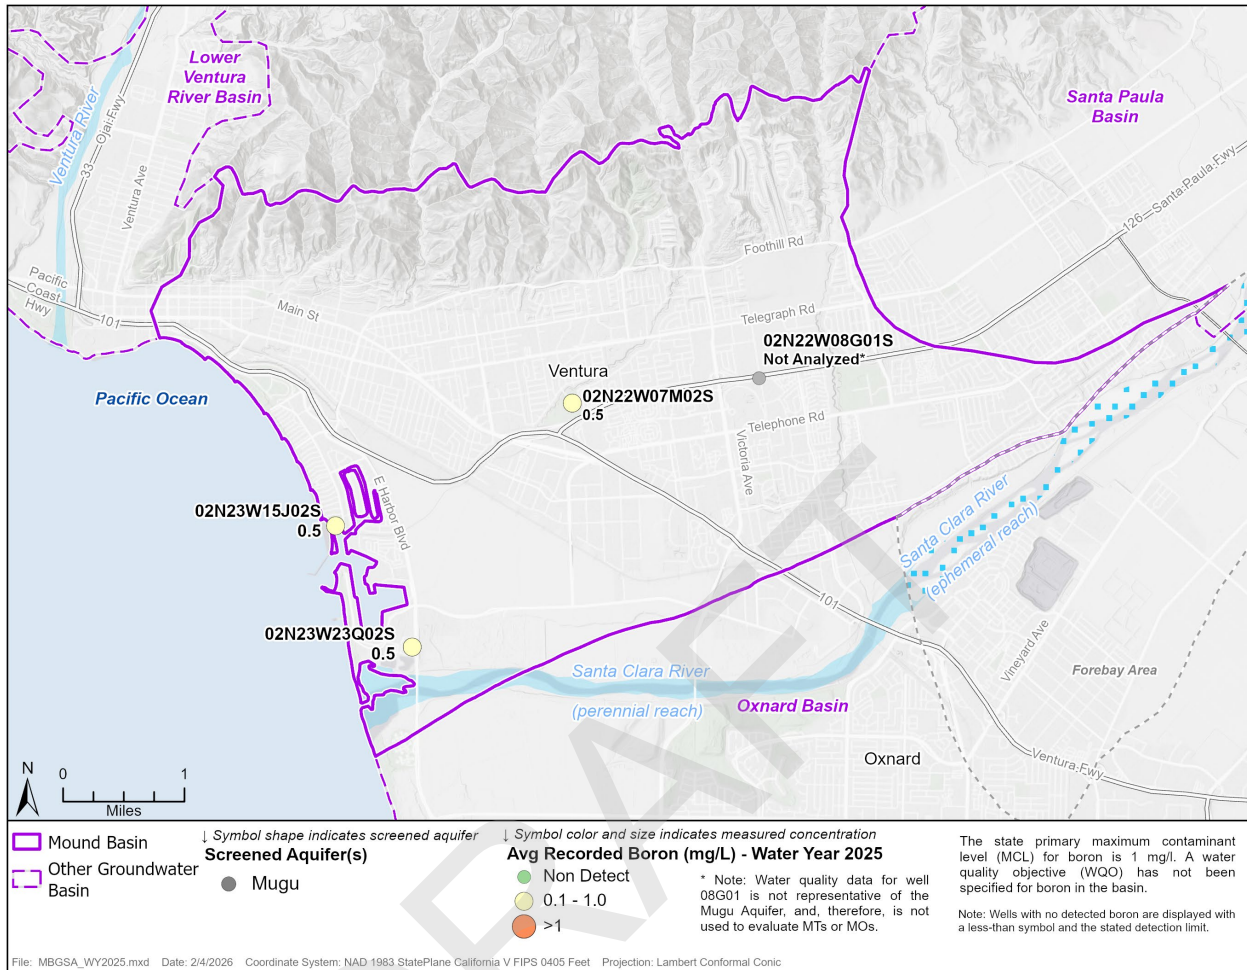 Lower
Ventura
River Basin
Santa Paula
Basin
Ventura River
33
Ojai Fwy
Ventura Ave
126
Santa Paula Fwy
Foothill Rd
Pacific
Coast
Hwy
101
Main St
Telegraph Rd
02N22W08G01S
Not Analyzed*
Ventura
02N22W07M02S
0.5
Pacific Ocean
Telephone Rd
Victoria Ave
E Harbor Blvd
02N23W15J02S
0.5
Santa Clara River
(ephemeral reach)
101
02N23W23Q02S
0.5
Vineyard Ave
Santa Clara River
(perennial reach)
Forebay Area
Oxnard Basin
Oxnard
Ventura Fwy
N
0 1
Miles
DRAFT
Mound Basin
Other Groundwater
Basin
↓ Symbol shape indicates screened aquifer
Screened Aquifer(s)
Mugu
↓ Symbol color and size indicates measured concentration
Avg Recorded Boron (mg/L) - Water Year 2025
Non Detect
0.1 - 1.0
>1
* Note: Water quality data for well
08G01 is not representative of the
Mugu Aquifer, and, therefore, is not
used to evaluate MTs or MOs.
The state primary maximum contaminant
level (MCL) for boron is 1 mg/l. A water
quality objective (WQO) has not been
specified for boron in the basin.
Note: Wells with no detected boron are displayed with
a less-than symbol and the stated detection limit.
File: MBGSA_WY2025.mxd Date: 2/4/2026 Coordinate System: NAD 1983 StatePlane California V FIPS 0405 Feet Projection: Lambert Conformal Conic